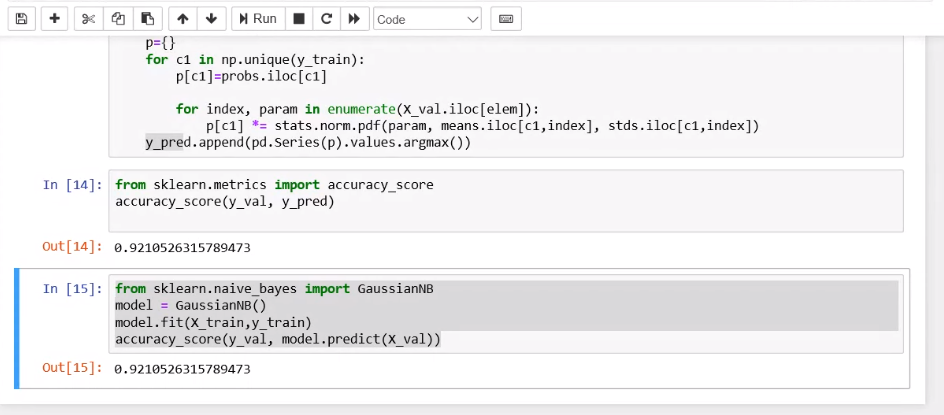 Run
Code
p={}
for c1 in np.unique(y_train):
p[c1]=probs.iloc[c1]
for index, param in enumerate(X_val.iloc[elem]):
p[c1] *= stats.norm.pdf(param, means.iloc[c1,index], stds.iloc[c1,index])
y_pred.append(pd.Series(p).values.argmax())
In [14]: from sklearn.metrics import accuracy_score
accuracy_score(y_val, y_pred)
Out[14]: 0.9210526315789473
In [15]: from sklearn.naive_bayes import GaussianNB
model = GaussianNB()
model.fit(X_train,y_train)
accuracy_score(y_val, model.predict(X_val))
Out[15]: 0.9210526315789473